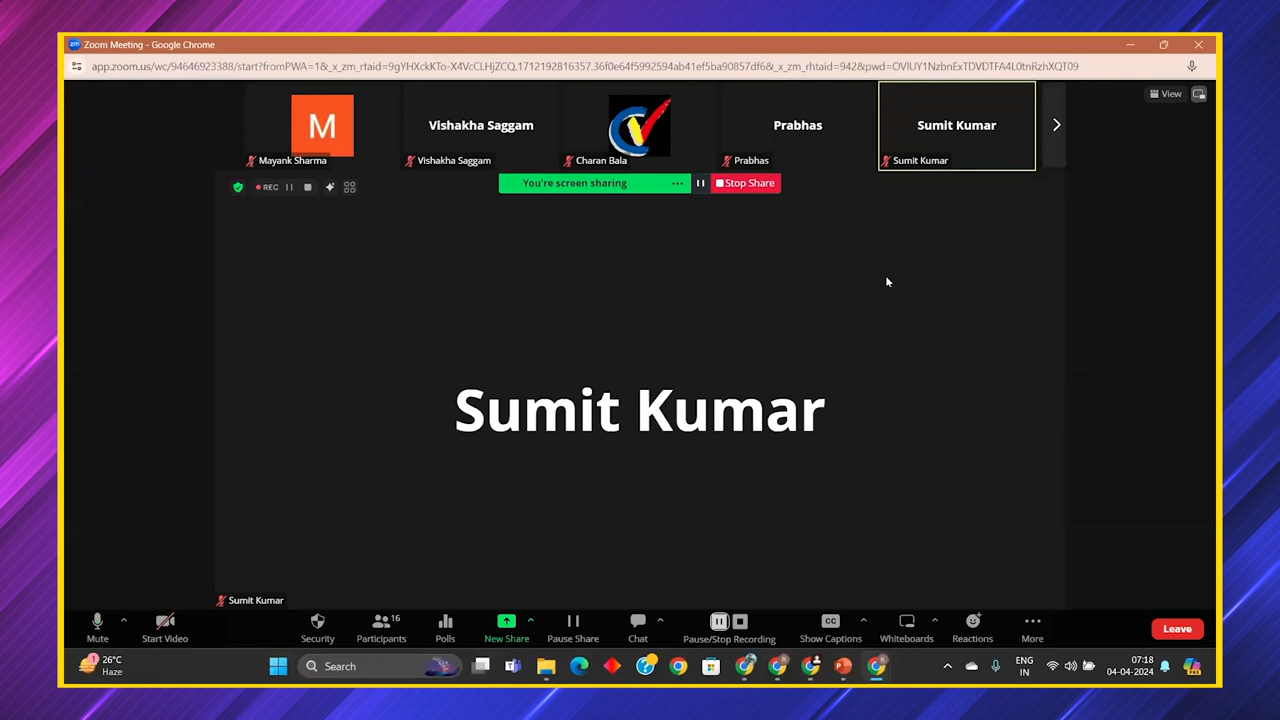 Zoom Meeting - Google Chrome
app.zoom.us/wc/94646923388/start?fromPWA=1&_x_zm_rtaid=9gYHXckKTo-X4VcCLHjZCQ.1712192816357.36f0e64f5992594ab41ef5ba90857df6&_x_zm_rhtaid=942&pwd=OVlUY1NzbnExTDVDTFA4L0tnRzhXQT09
View
M
Mayank Sharma
Vishakha Saggam
Vishakha Saggam
Charan Bala
Prabhas
Prabhas
Sumit Kumar
Sumit Kumar
REC
You're screen sharing
Stop Share
Sumit Kumar
Sumit Kumar
Mute
Start Video
Security
16
Participants
Polls
New Share
Pause Share
Chat
Pause/Stop Recording
CC
Show Captions
Whiteboards
Reactions
More
Leave
1
26°C
Haze
Search
ENG
IN
07:18
04-04-2024